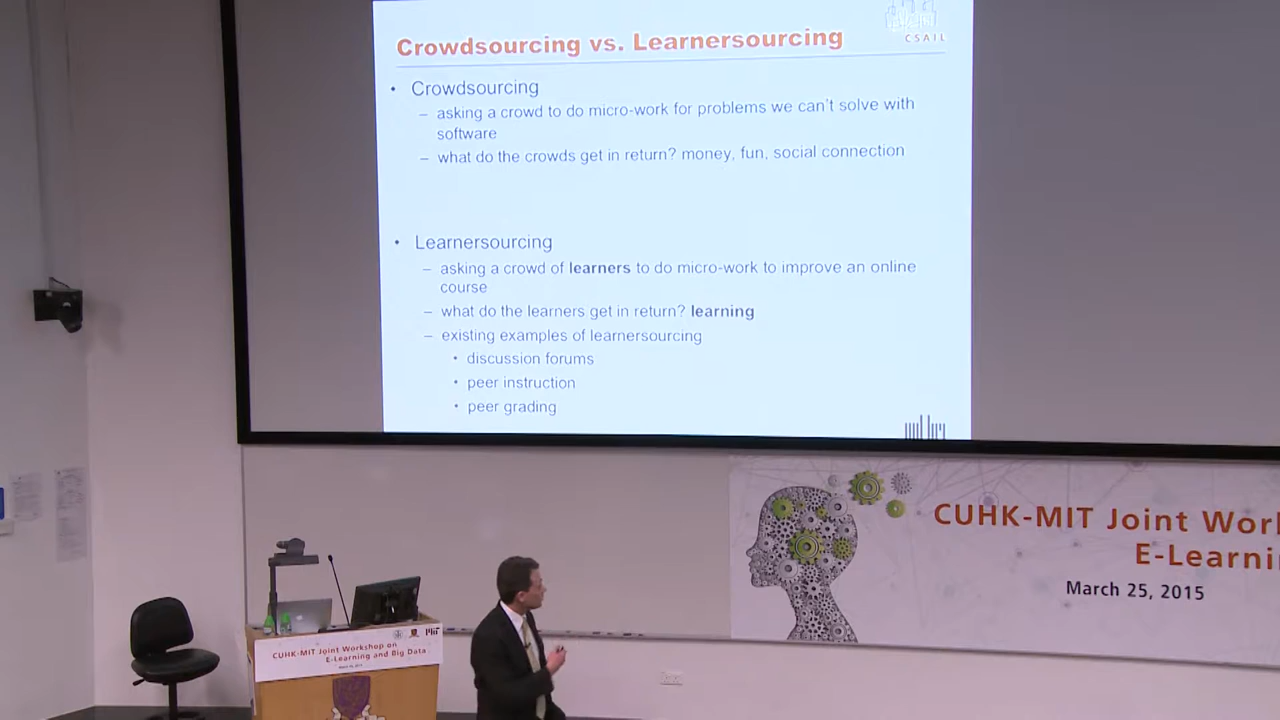 CSAIL
Crowdsourcing vs. Learnersourcing
• Crowdsourcing
– asking a crowd to do micro-work for problems we can't solve with
software
– what do the crowds get in return? money, fun, social connection
• Learnersourcing
– asking a crowd of learners to do micro-work to improve an online
course
– what do the learners get in return? learning
– existing examples of learnersourcing
• discussion forums
• peer instruction
• peer grading
CUHK-MIT Joint Wor
E-Learni
March 25, 2015
CUHK-MIT Joint Workshop on
E-Learning and Big Data